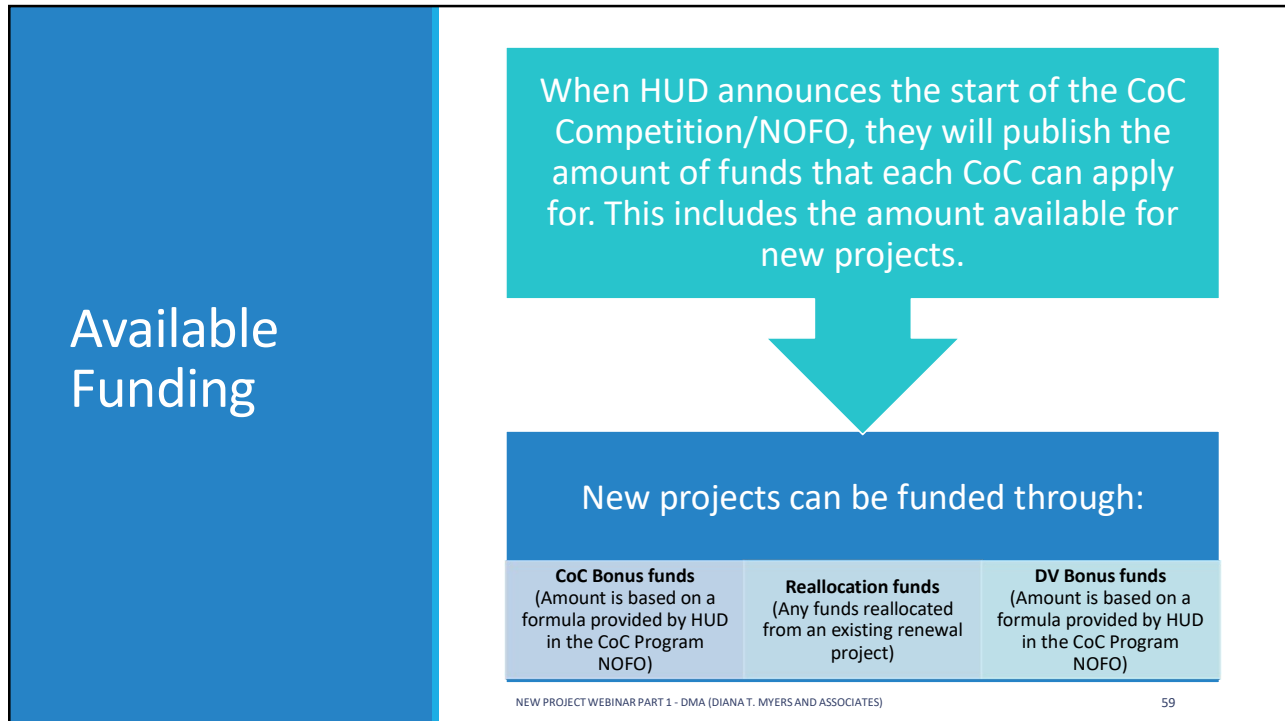 Available
Funding
When HUD announces the start of the CoC
Competition/NOFO, they will publish the
amount of funds that each CoC can apply
for. This includes the amount available for
new projects.
New projects can be funded through:
CoC Bonus funds
(Amount is based on a
formula provided by HUD
in the CoC Program
NOFO)
Reallocation funds
(Any funds reallocated
from an existing renewal
project)
DV Bonus funds
(Amount is based on a
formula provided by HUD
in the CoC Program
NOFO)
NEW PROJECT WEBINAR PART 1 - DMA (DIANA T. MYERS AND ASSOCIATES)
59